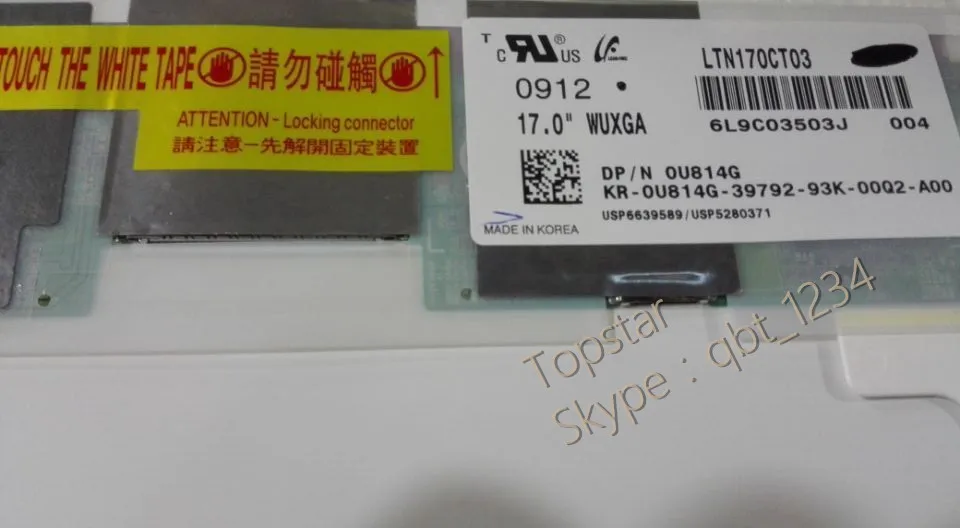 TOUCH THE WHITE TAPE 請勿碰觸
ATTENTION - Locking connector
請注意-先解開固定裝置
T
c RU ® US
LTN170CT03
0912
17.0" WUXGA
6L9C03503J 004
DP/N 0U814G
KR-0U814G-39792-93K-00Q2-A00
USP6639589/USP5280371
MADE IN KOREA
Topstar
Skype : qbt_1234